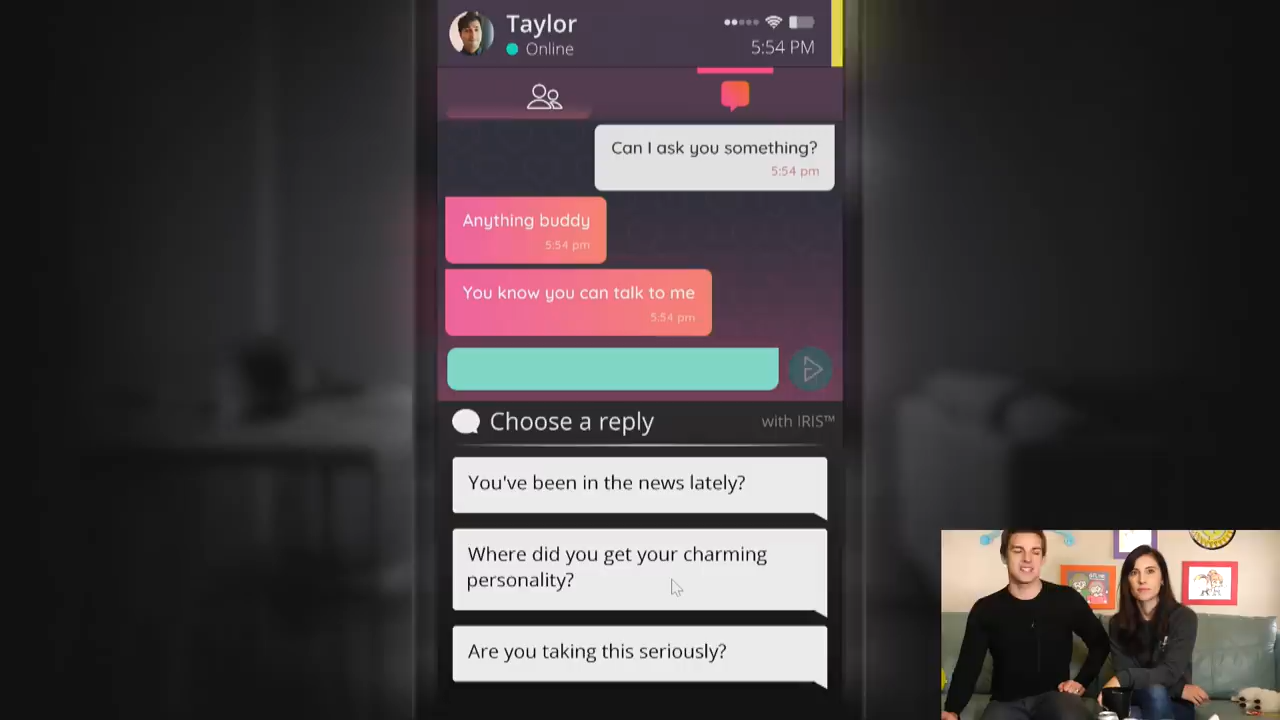 Taylor
Online
5:54 PM
Can I ask you something?
5:54 pm
Anything buddy
5:54 pm
You know you can talk to me
5:54 pm
Choose a reply
with IRIS™
You've been in the news lately?
Where did you get your charming
personality?
Are you taking this seriously?